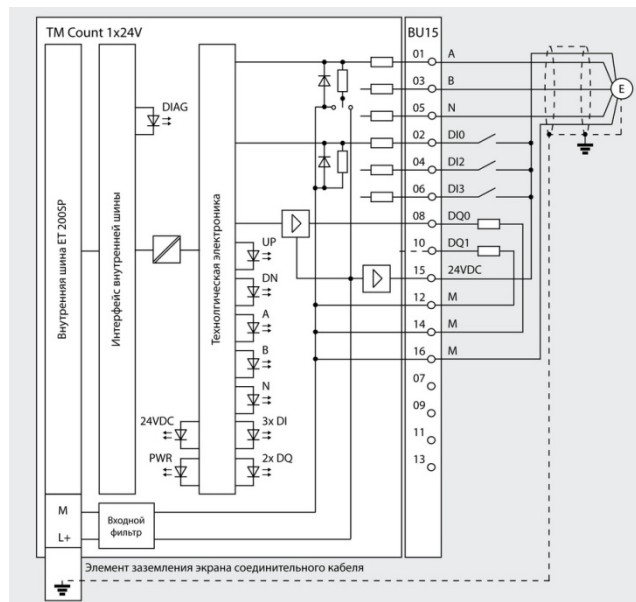 TM Count 1x24V
BU15
Внутренняя шина ET 200SP
Интерфейс внутренней шины
Технолгическая электроника
DIAG
UP
DN
A
B
N
24VDC
3x DI
PWR
2x DQ
M
L+
Входной
фильтр
01 A
03 B
05 N
02 DI0
04 DI2
06 DI3
08 DQ0
10 DQ1
15 24VDC
12 M
14 M
16 M
07
09
11
13
E
Элемент заземления экрана соединительного кабеля